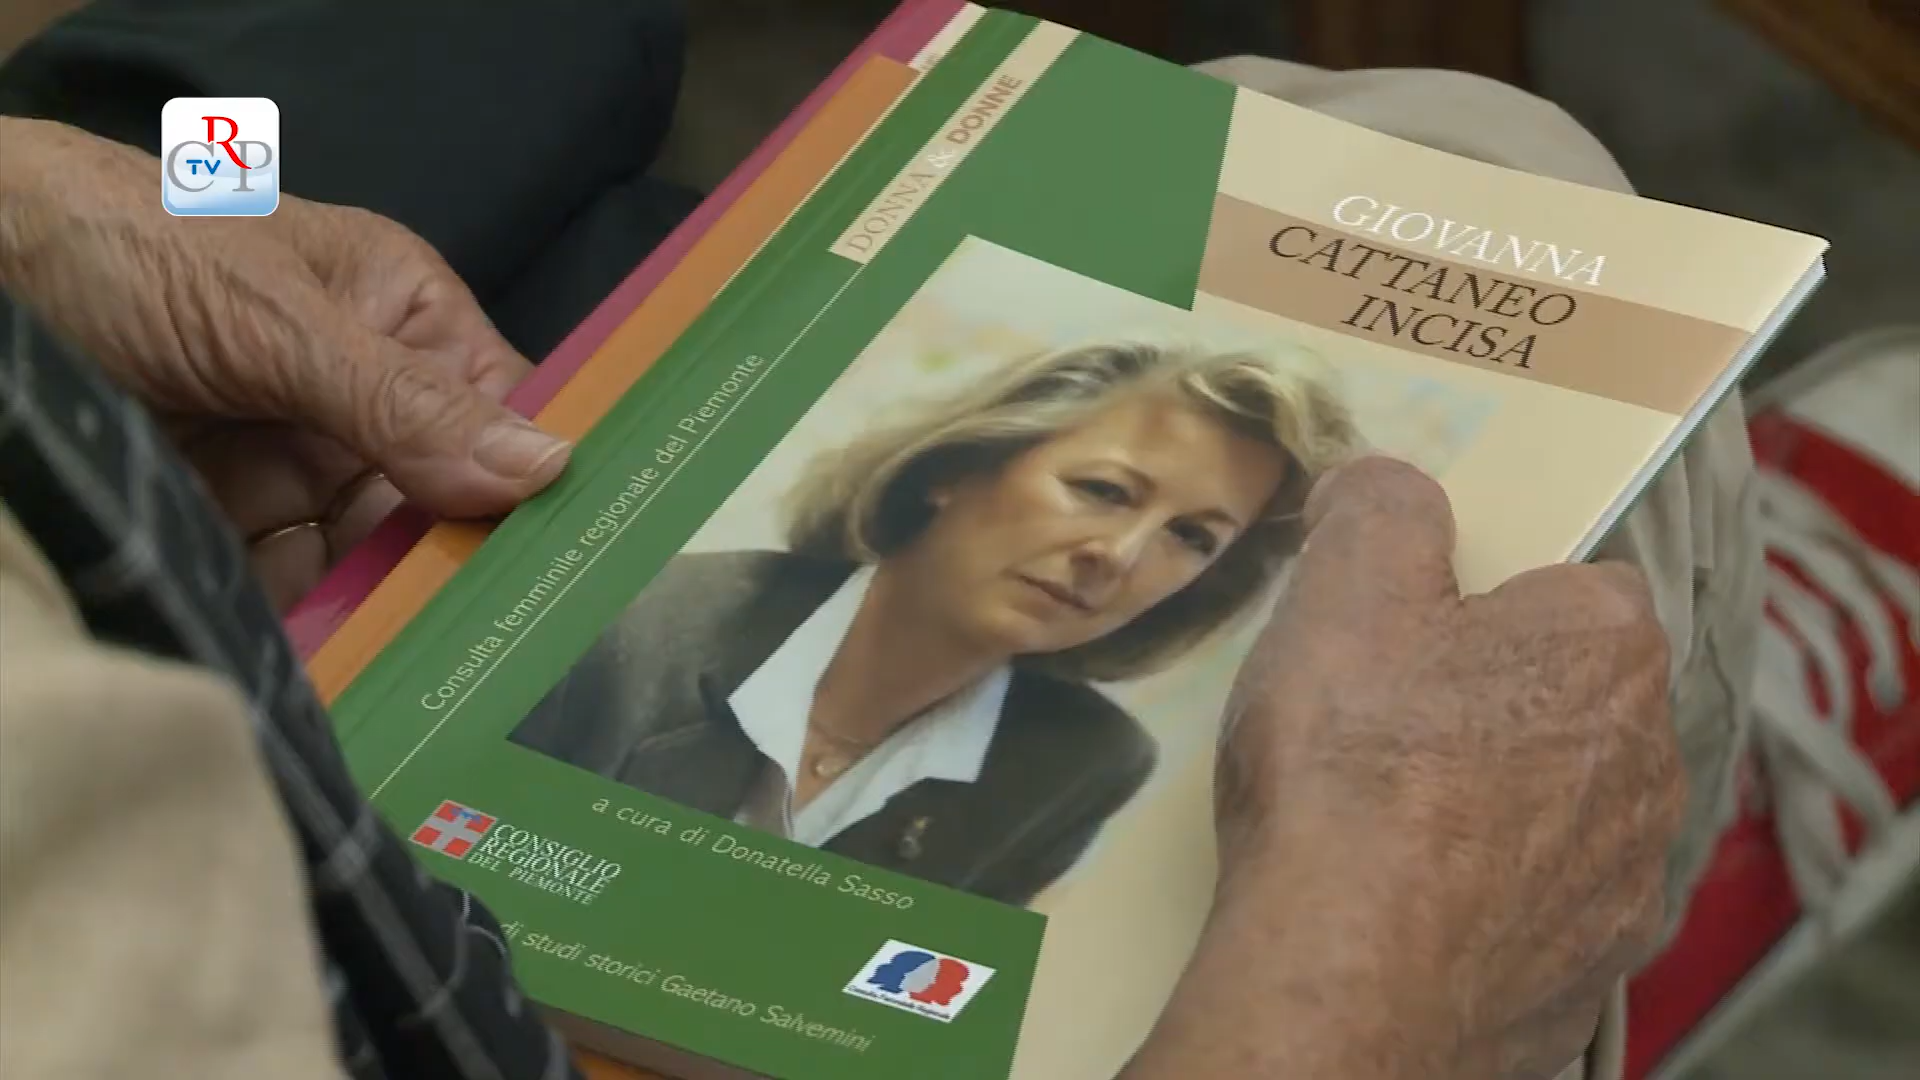 CRP
TV
DONNA & DONNE
GIOVANNA
CATTANEO
INCISA
Consulta femminile regionale del Piemonte
a cura di Donatella Sasso
CONSIGLIO
REGIONALE
DEL PIEMONTE
di studi storici Gaetano Salvemini